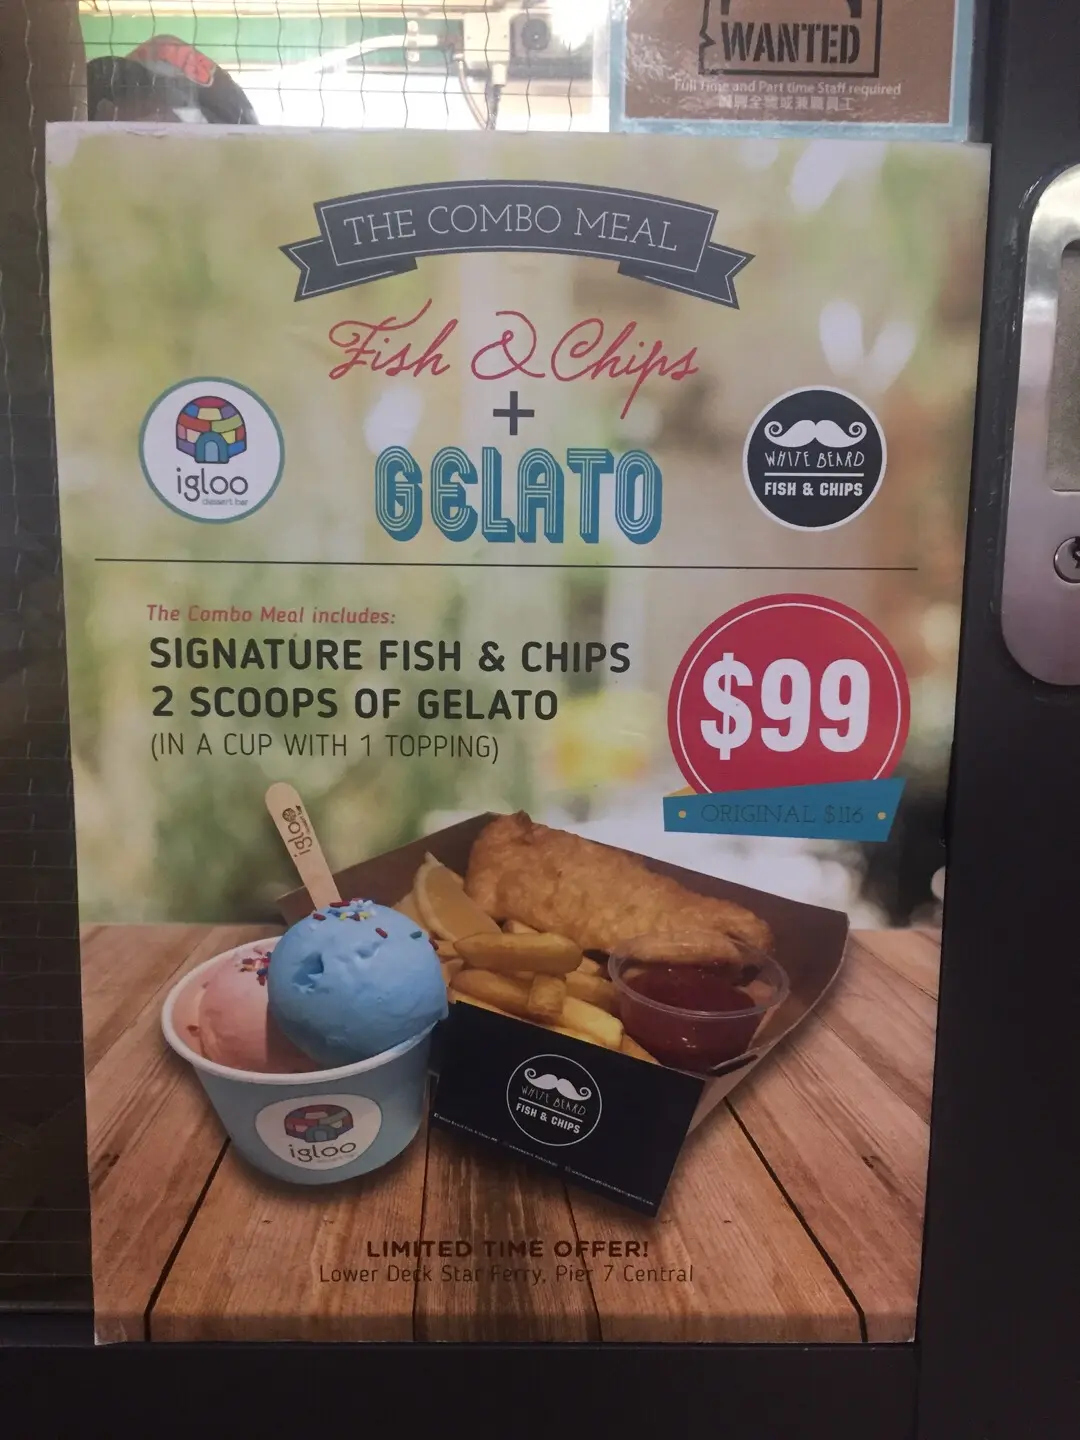 WANTED
Full Time and Part time Staff required
THE COMBO MEAL
Fish & Chips
+
GELATO
igloo
dessert bar
WHITE BEARD
FISH & CHIPS
The Combo Meal includes:
SIGNATURE FISH & CHIPS
2 SCOOPS OF GELATO
(IN A CUP WITH 1 TOPPING)
$99
ORIGINAL $116
igloo
igloo
WHITE BEARD
FISH & CHIPS
LIMITED TIME OFFER!
Lower Deck Star Ferry, Pier 7 Central